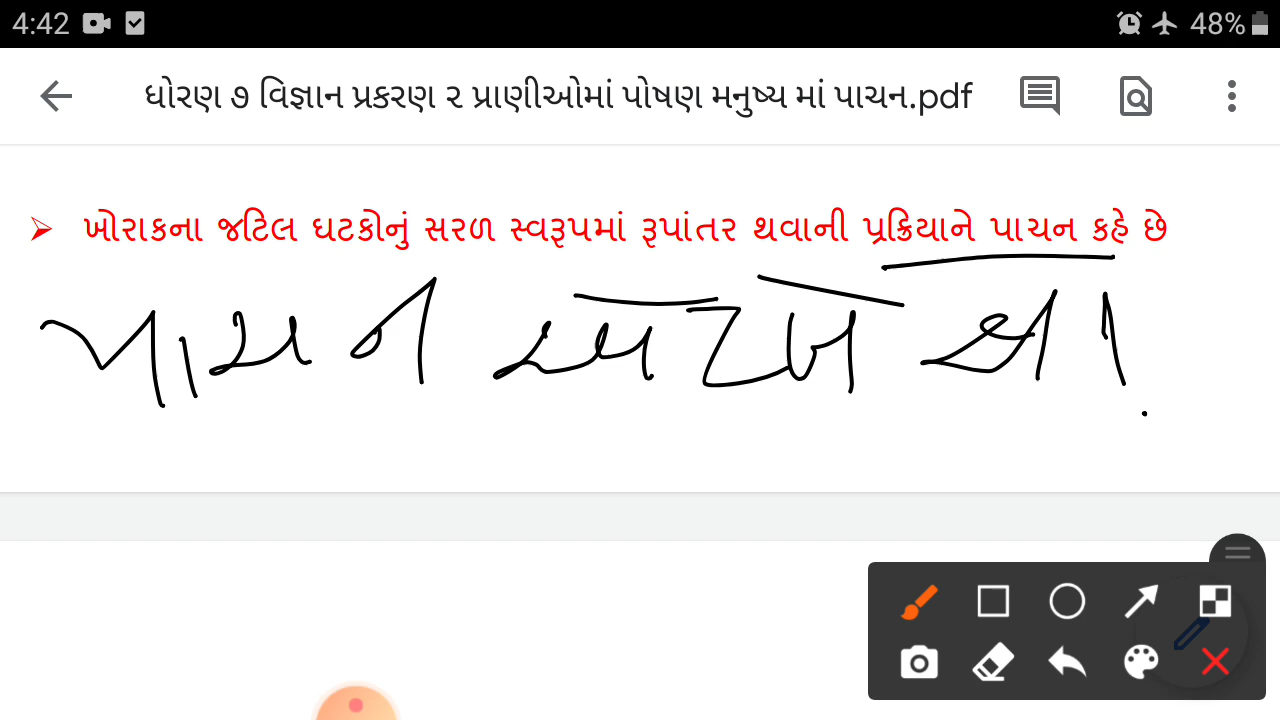 4:42 48%
ધોરણ ૭ વિજ્ઞાન પ્રકરણ ૨ પ્રાણીઓમાં પોષણ મનુષ્ય માં પાચન.pdf
➢ ખોરાકના જટિલ ઘટકોનું સરળ સ્વરૂપમાં રૂપાંતર થવાની પ્રક્રિયાને પાચન કહે છે
પાચન